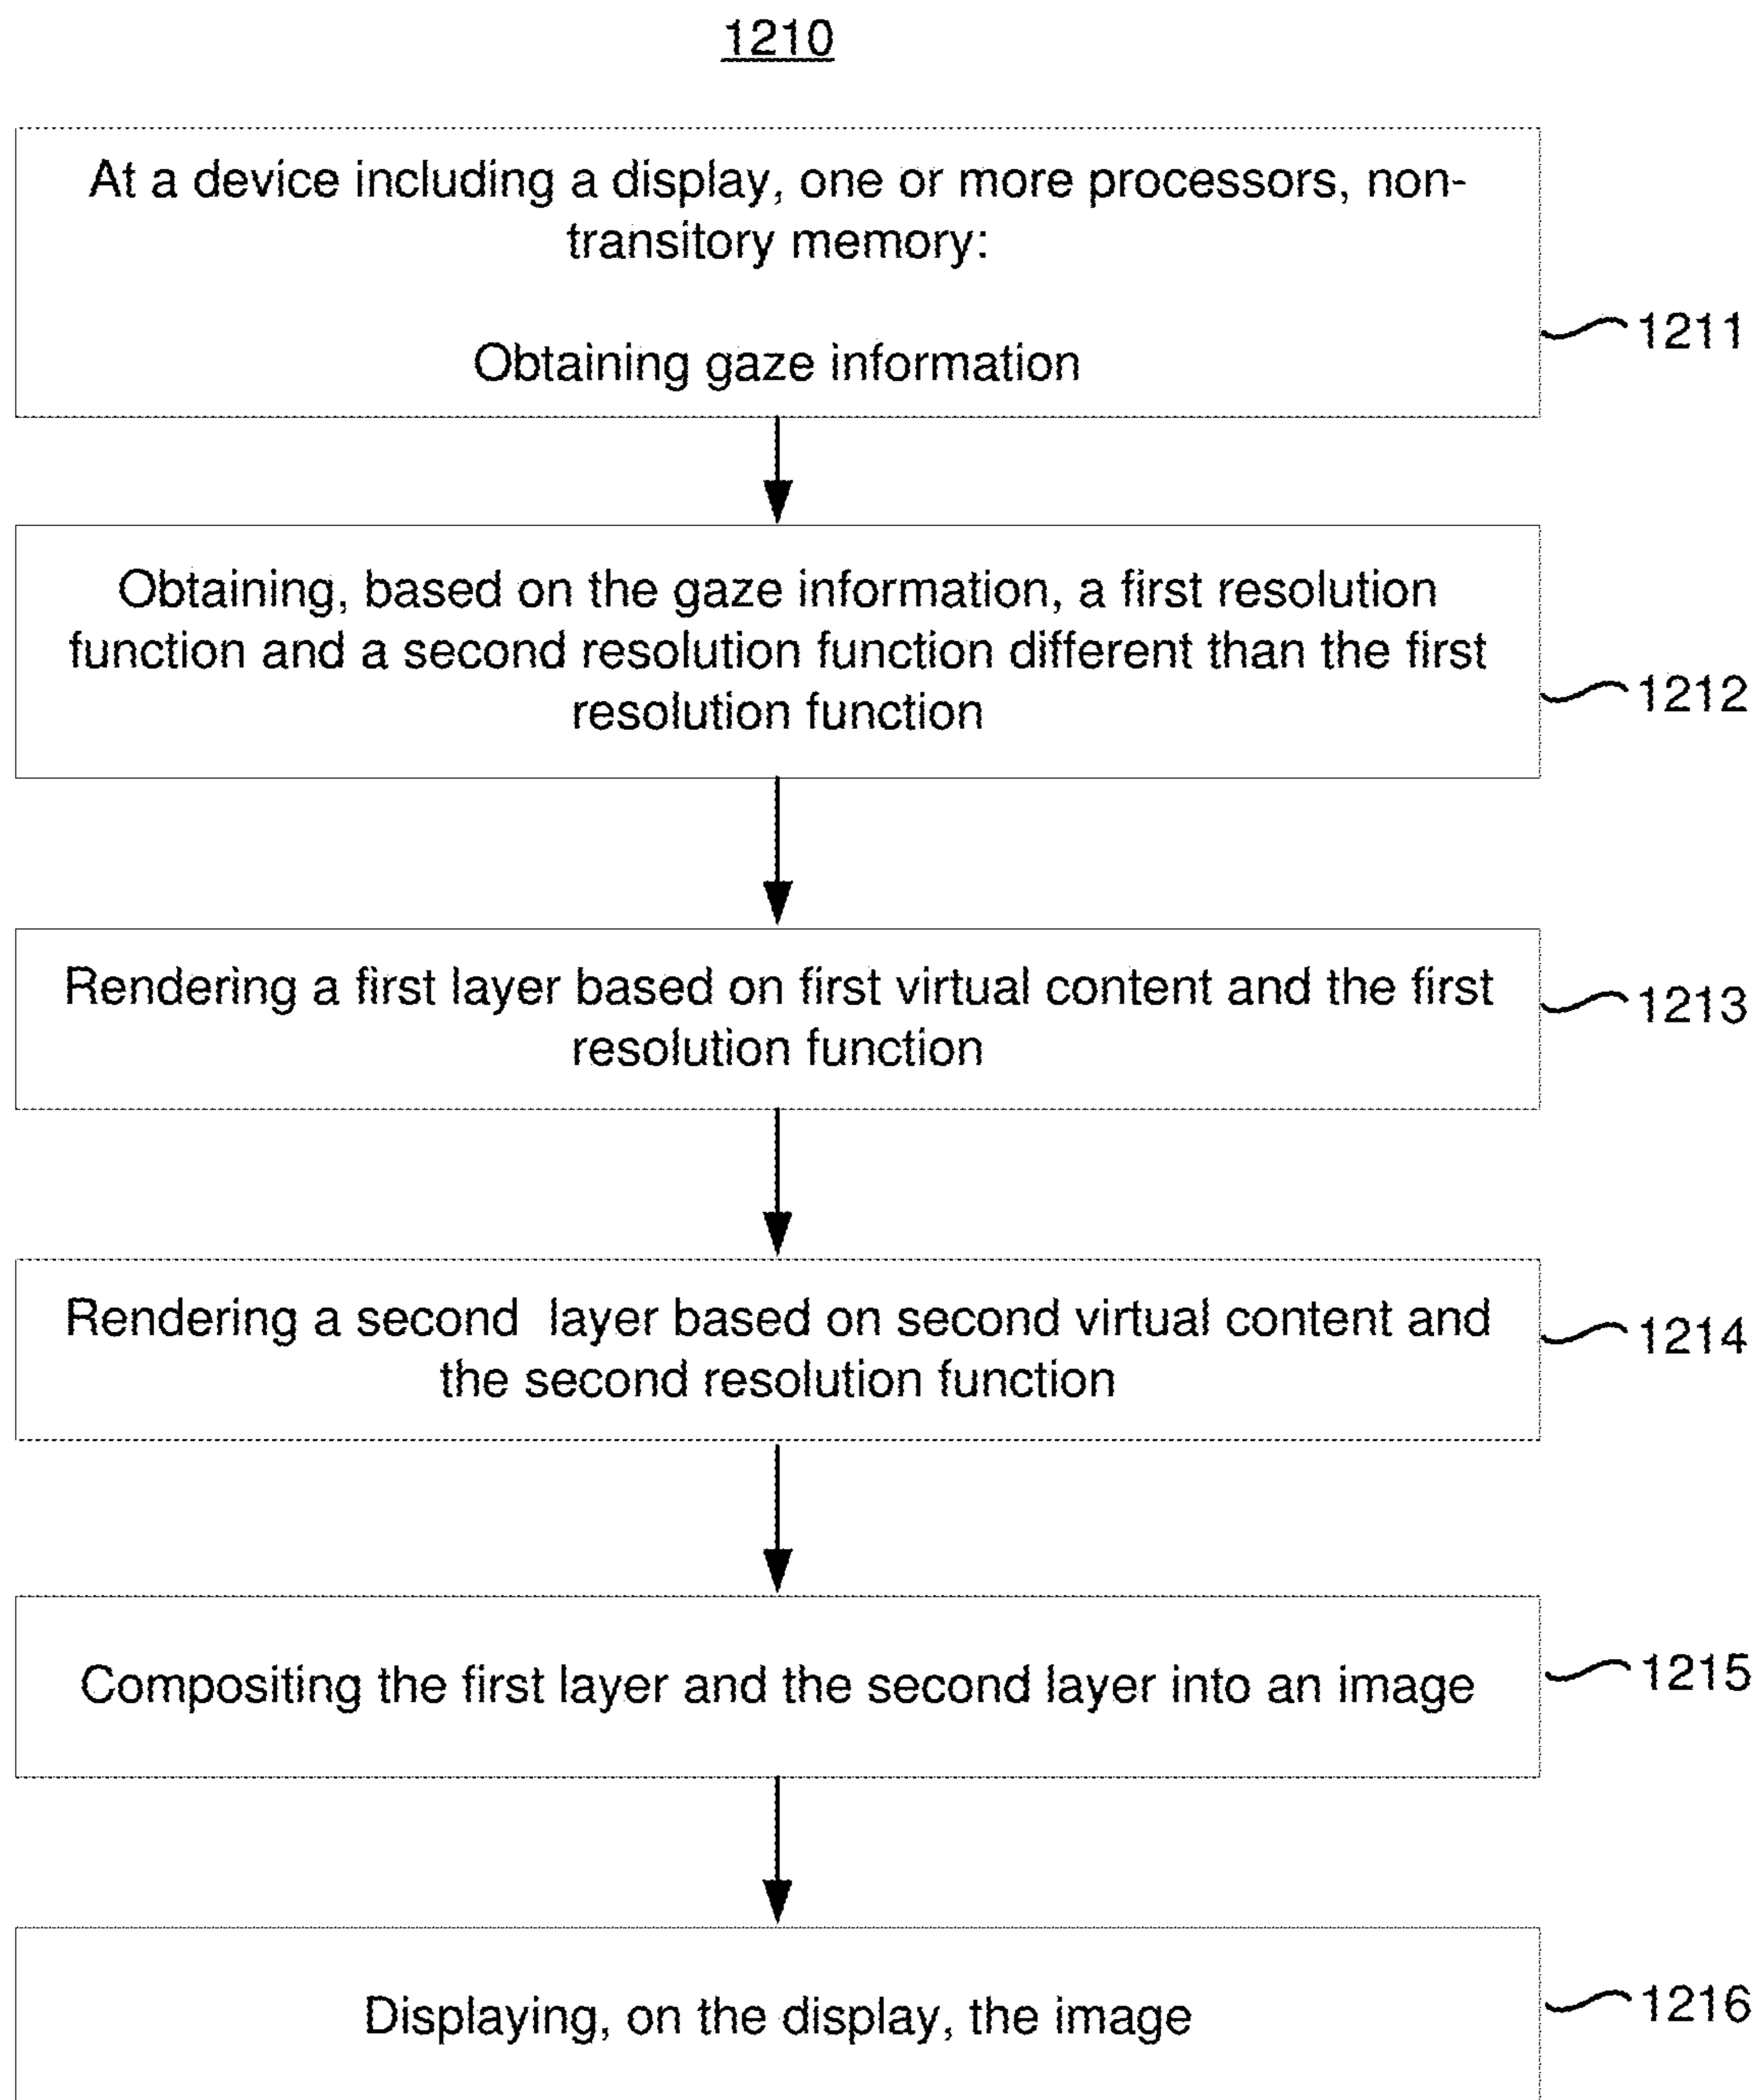 1210
At a device including a display, one or more processors, non-
transitory memory:
Obtaining gaze information
1211
Obtaining, based on the gaze information, a first resolution
function and a second resolution function different than the first
resolution function
1212
Rendering a first layer based on first virtual content and the first
resolution function
1213
Rendering a second layer based on second virtual content and
the second resolution function
1214
Compositing the first layer and the second layer into an image
1215
Displaying, on the display, the image
1216